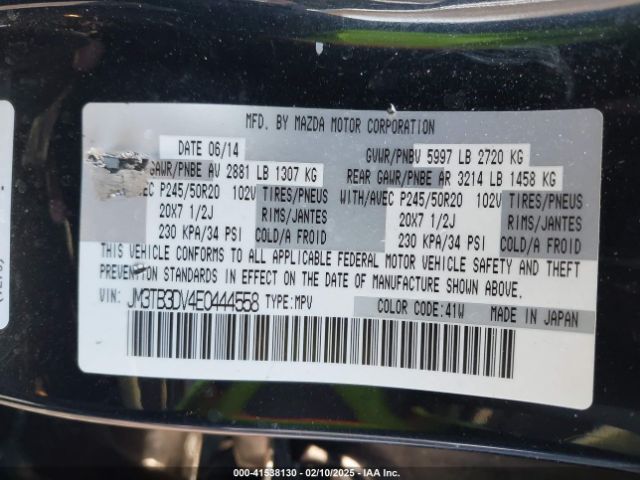 MFD. BY MAZDA MOTOR CORPORATION
DATE 06/14 GVWR/PNBV 5997 LB 2720 KG
GAWR/PNBE AV 2881 LB 1307 KG REAR GAWR/PNBE AR 3214 LB 1458 KG
P245/50R20 102V TIRES/PNEUS WITH/AVEC P245/50R20 102V TIRES/PNEUS
20X7 1/2J RIMS/JANTES 20X7 1/2J RIMS/JANTES
230 KPA/34 PSI COLD/A FROID 230 KPA/34 PSI COLD/A FROID
THIS VEHICLE CONFORMS TO ALL APPLICABLE FEDERAL MOTOR VEHICLE SAFETY AND THEFT
PREVENTION STANDARDS IN EFFECT ON THE DATE OF MANUFACTURE SHOWN ABOVE.
VIN: JM3TB3DV4E0444558 TYPE: MPV COLOR CODE: 41W MADE IN JAPAN
000-41538130 - 02/10/2025 - IAA Inc.